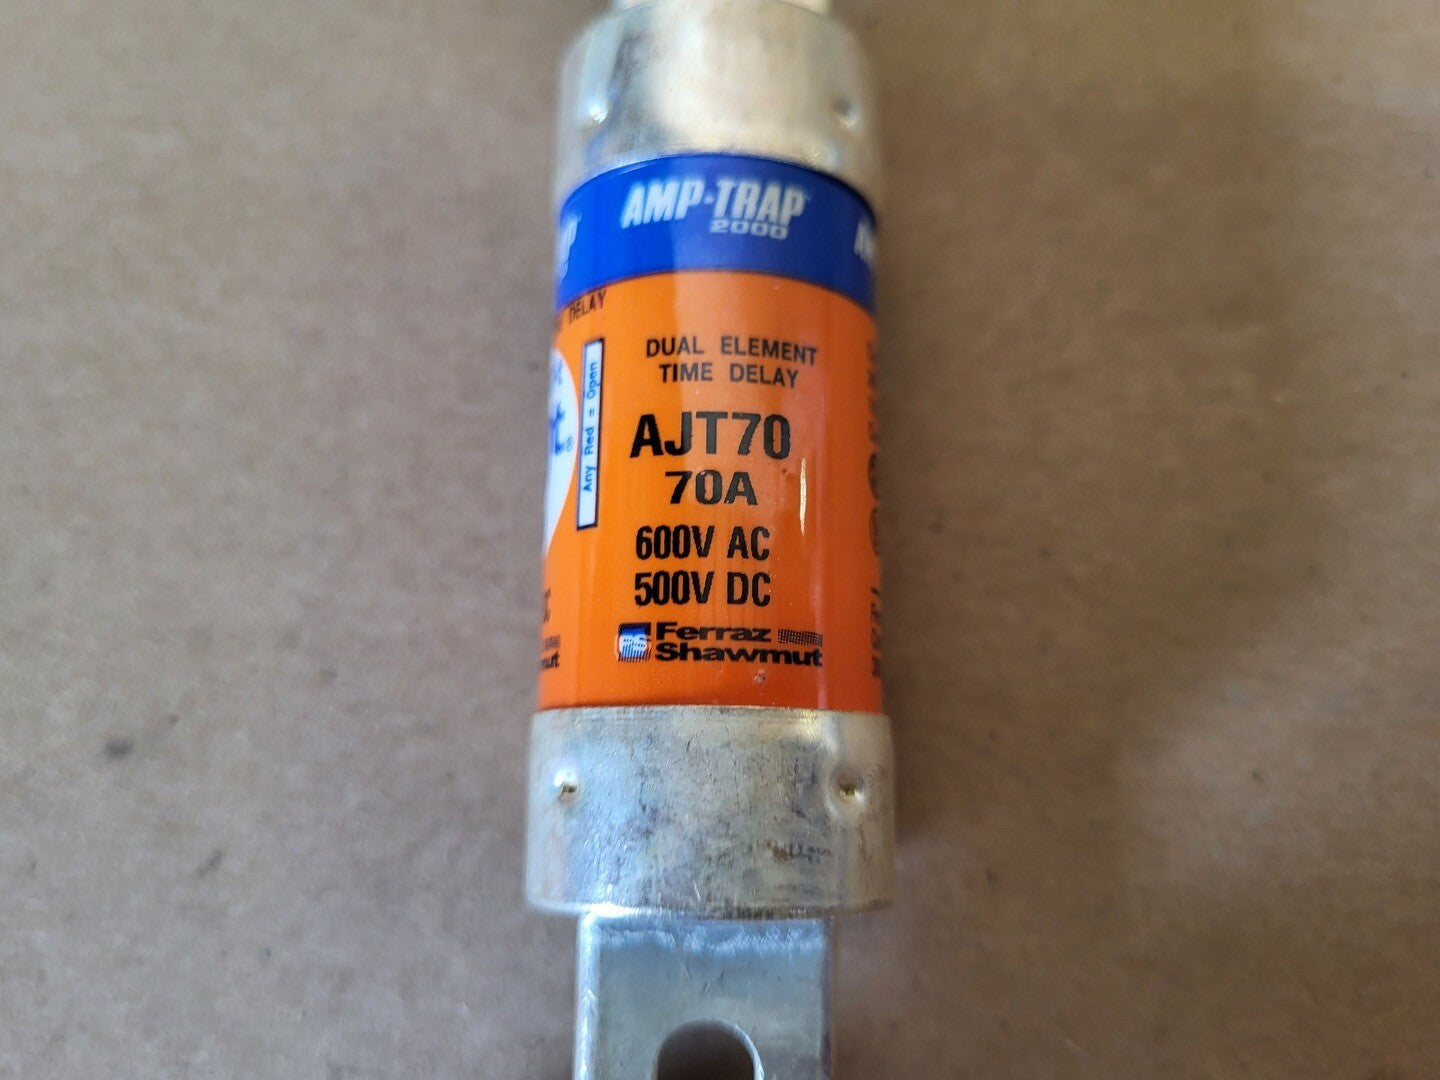 AMP-TRAP
2000
DELAY
DUAL ELEMENT
TIME DELAY
Any Red = Open
AJT70
70A
600V AC
500V DC
FS Ferraz
Shawmut